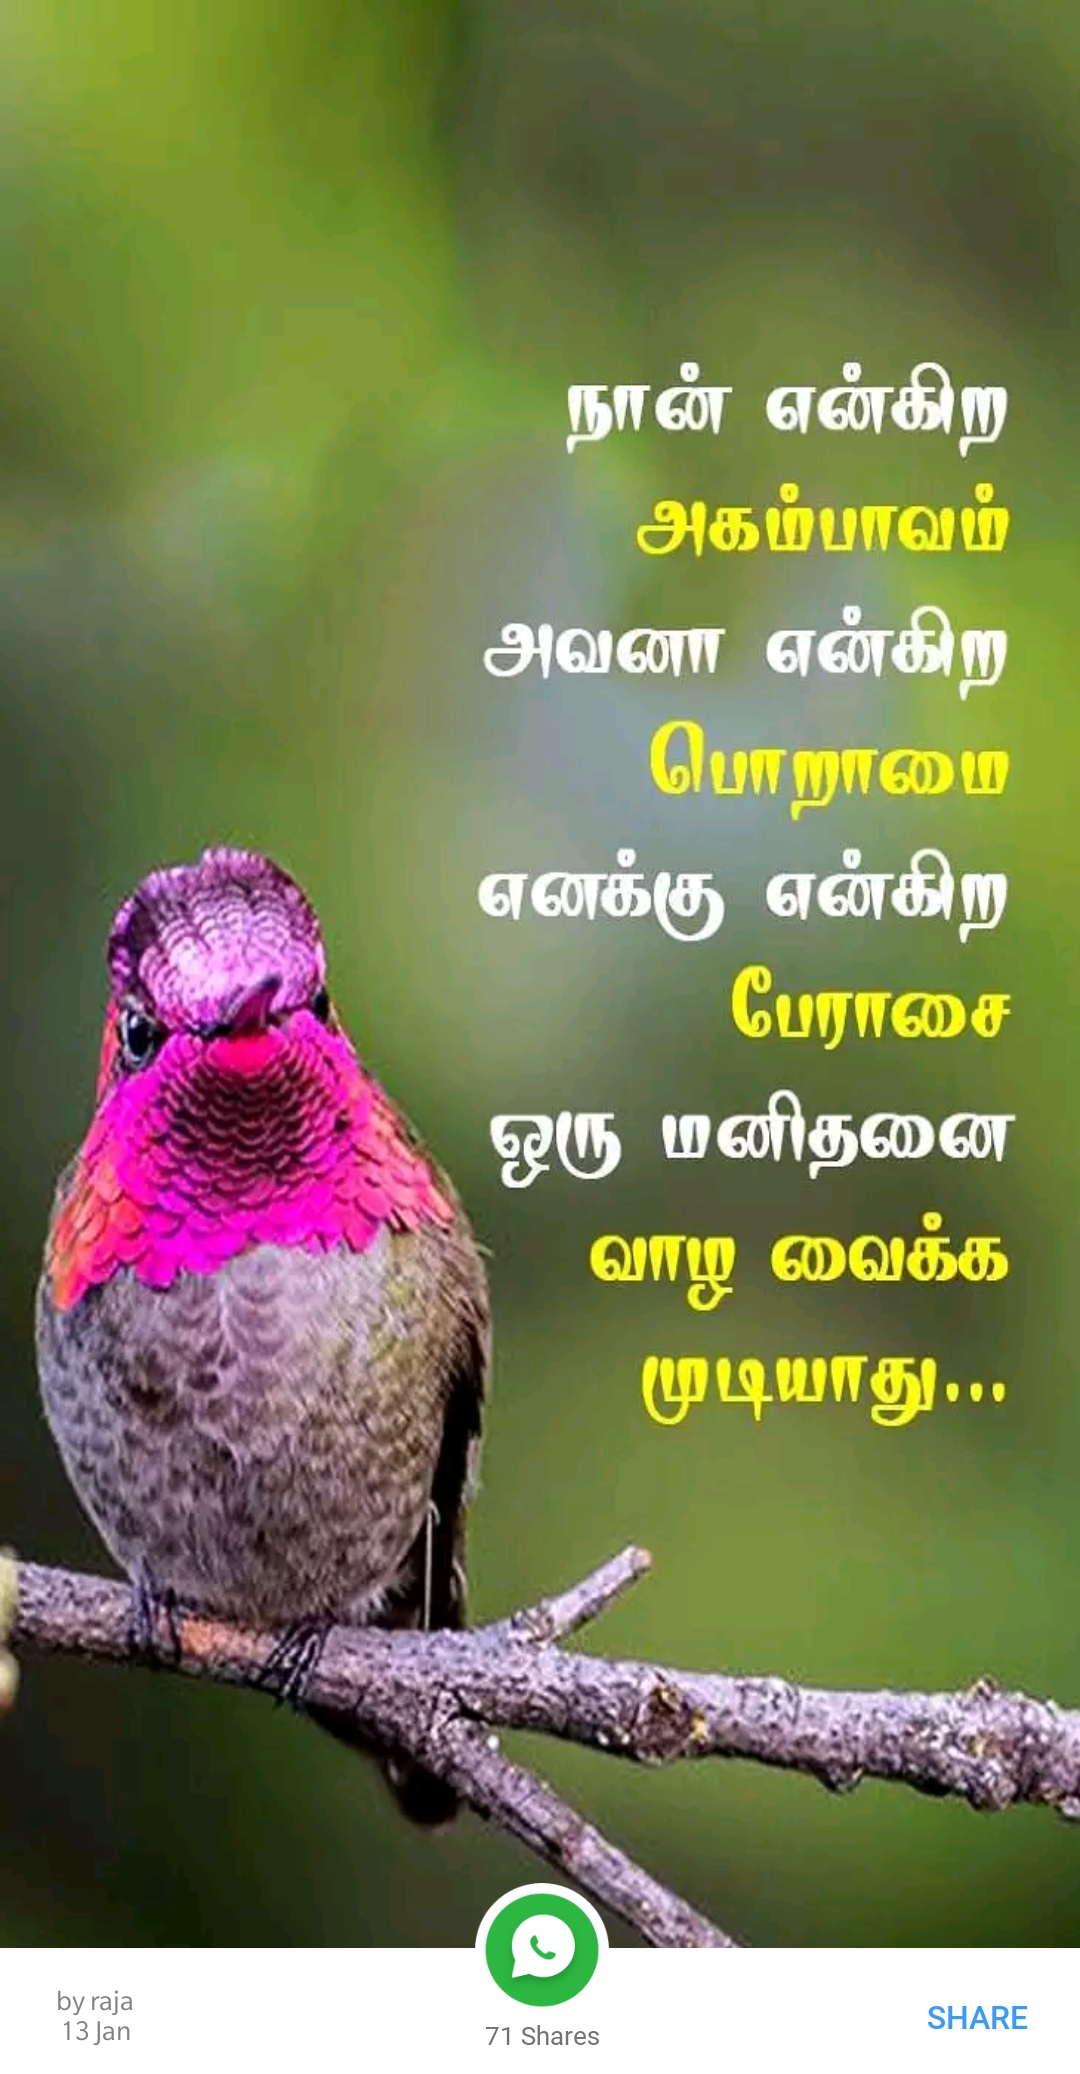 நான் என்கிற
அகம்பாவம்
அவனா என்கிற
பொறாமை
எனக்கு என்கிற
பேராசை
ஒரு மனிதனை
வாழ வைக்க
முடியாது...
by raja
13 Jan
71 Shares
SHARE